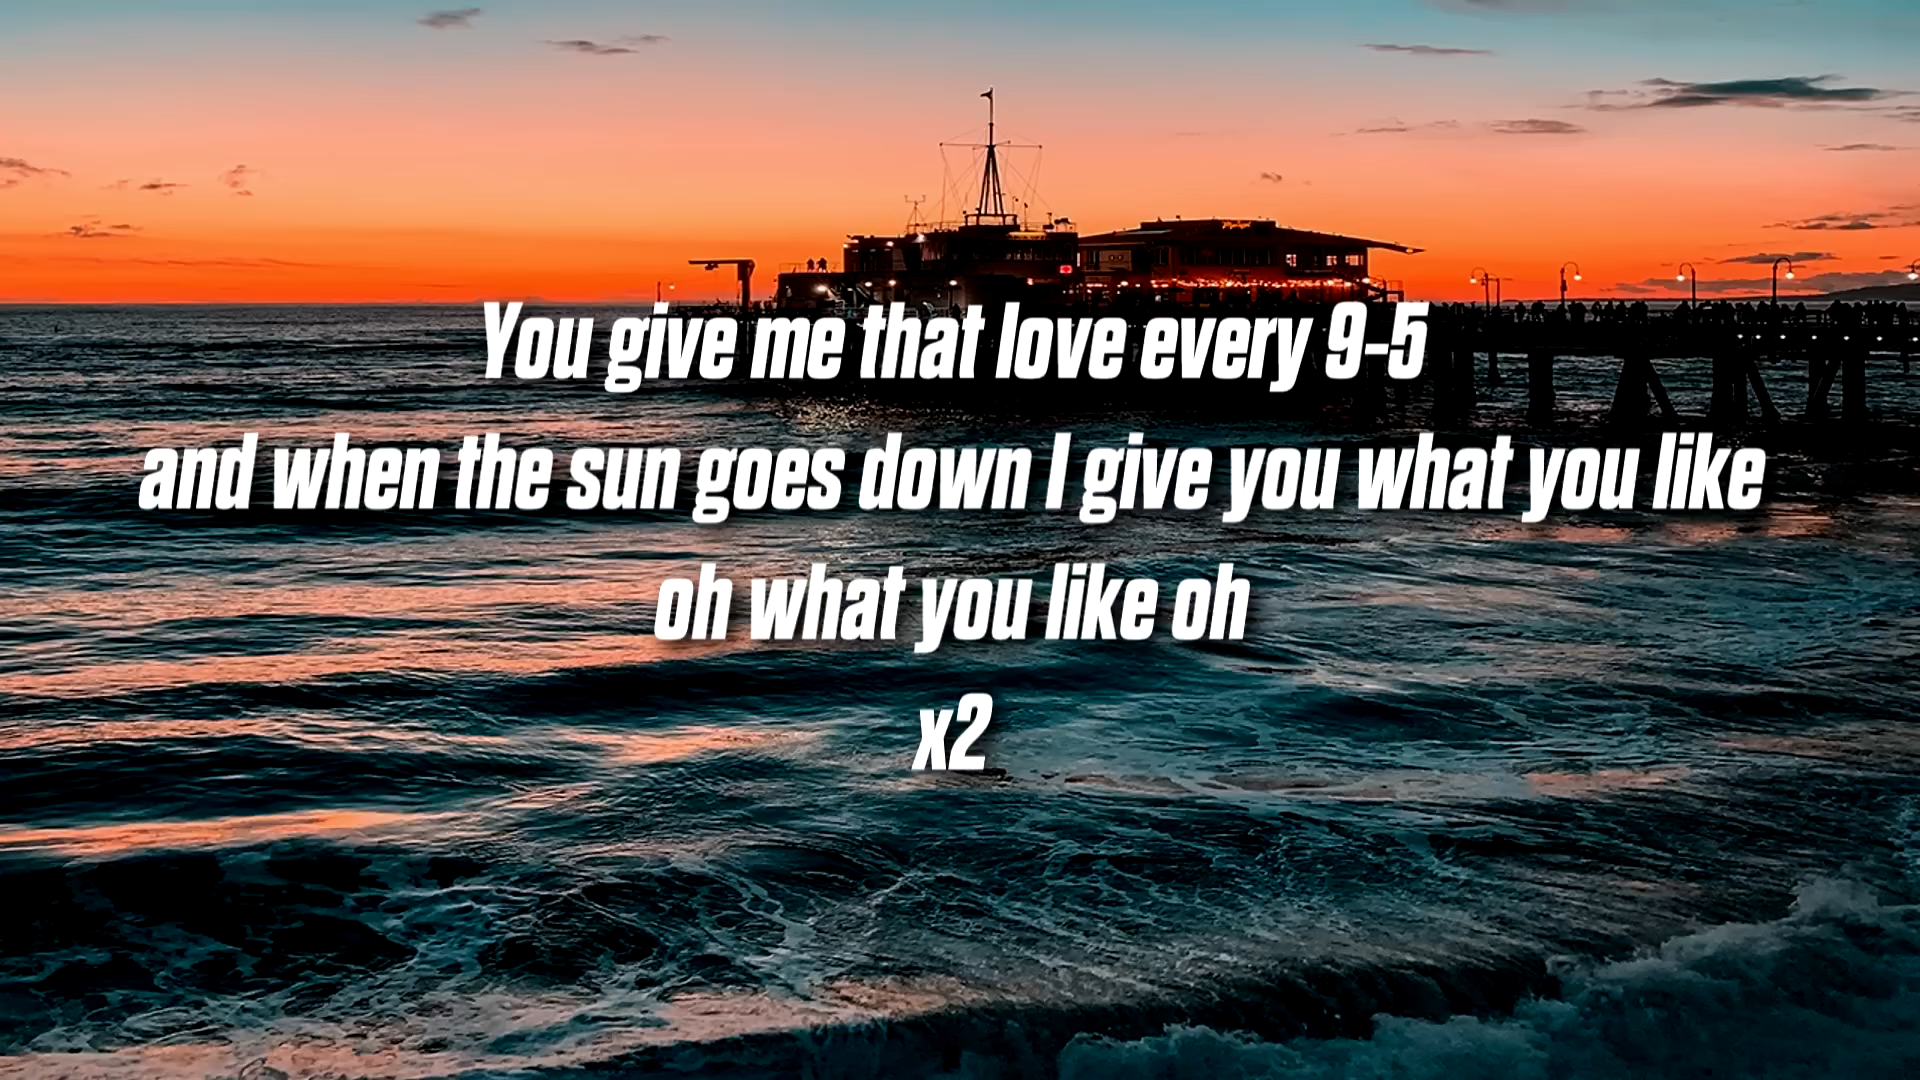 You give me that love every 9-5
and when the sun goes down I give you what you like
oh what you like oh
x2